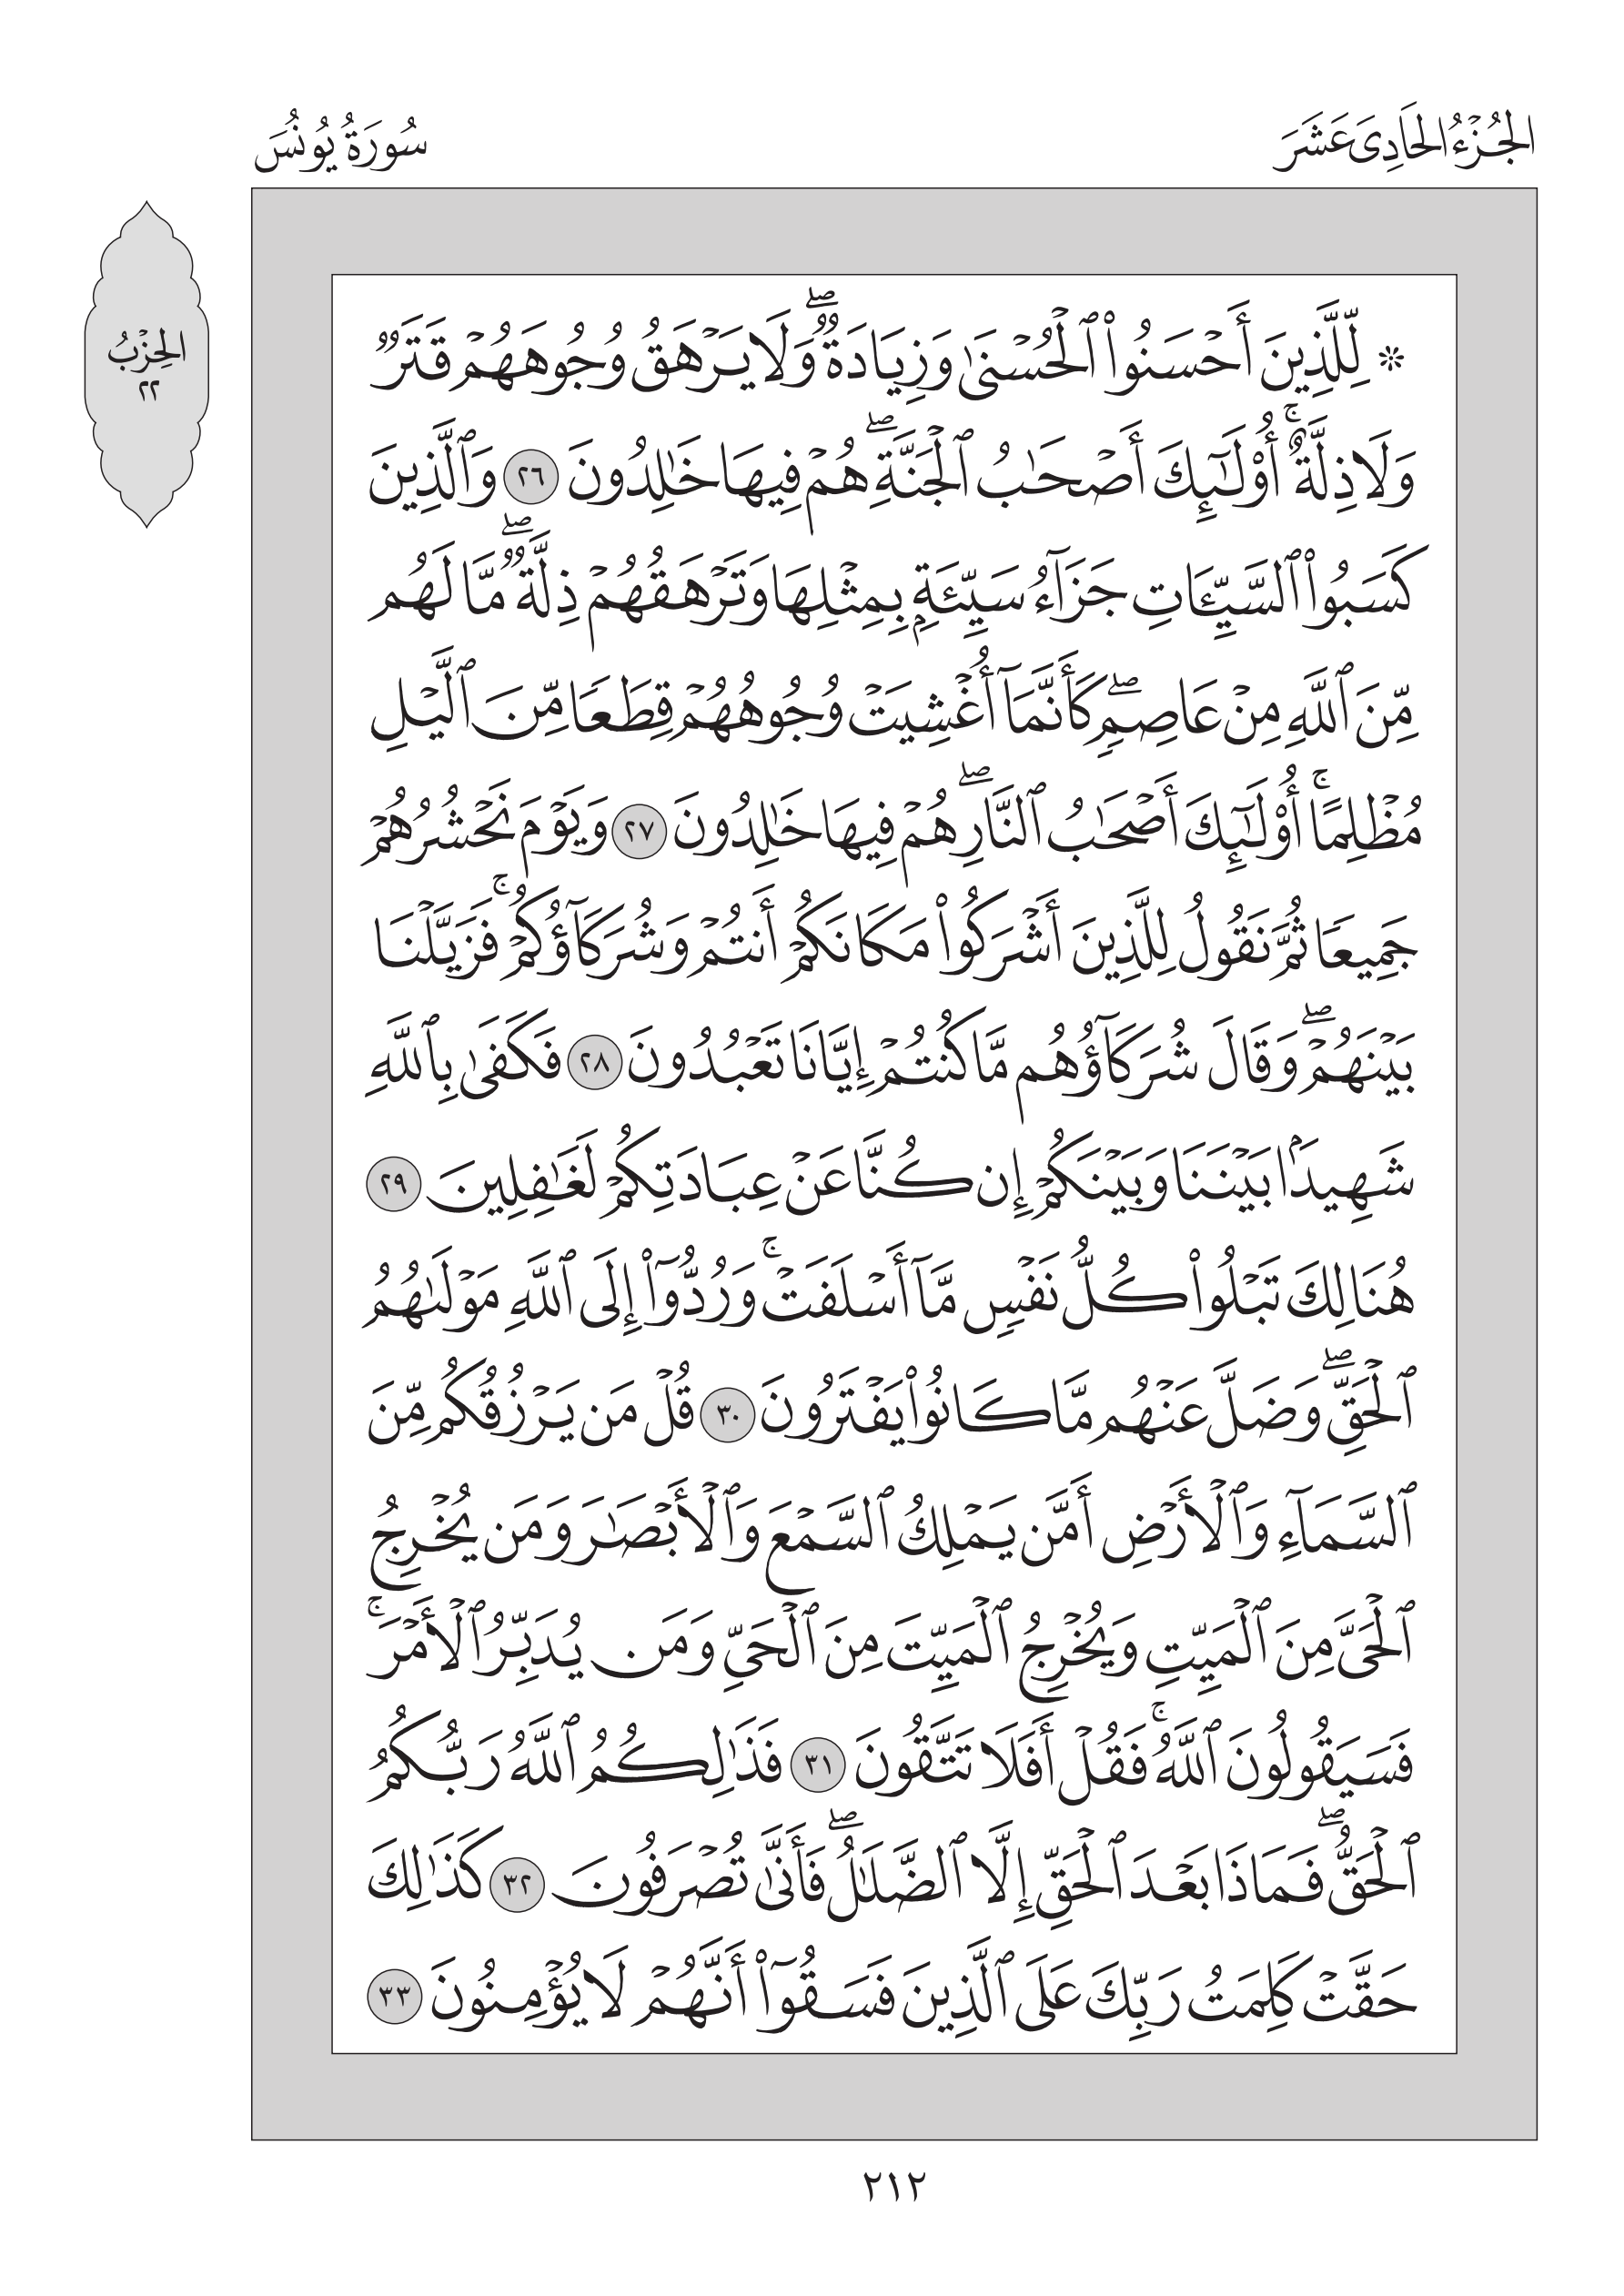 الجُزْءُ الحَادِىَ عَشَرَ
سُورَةُ يُونُسَ
الحِزْبُ
٢٢
۞ لِّلَّذِينَ أَحْسَنُوا۟ ٱلْحُسْنَىٰ وَزِيَادَةٌۖ وَلَا يَرْهَقُ وُجُوهَهُمْ قَتَرٌ
وَلَا ذِلَّةٌۚ أُو۟لَـٰٓئِكَ أَصْحَـٰبُ ٱلْجَنَّةِۖ هُمْ فِيهَا خَـٰلِدُونَ ٢٦ وَٱلَّذِينَ
كَسَبُوا۟ ٱلسَّيِّـَٔاتِ جَزَآءُ سَيِّئَةٍۭ بِمِثْلِهَا وَتَرْهَقُهُمْ ذِلَّةٌۖ مَّا لَهُم
مِّنَ ٱللَّهِ مِنْ عَاصِمٍۖ كَأَنَّمَآ أُغْشِيَتْ وُجُوهُهُمْ قِطَعًا مِّنَ ٱلَّيْلِ
مُظْلِمًاۚ أُو۟لَـٰٓئِكَ أَصْحَـٰبُ ٱلنَّارِۖ هُمْ فِيهَا خَـٰلِدُونَ ٢٧ وَيَوْمَ نَحْشُرُهُمْ
جَمِيعًا ثُمَّ نَقُولُ لِلَّذِينَ أَشْرَكُوا۟ مَكَانَكُمْ أَنتُمْ وَشُرَكَآؤُكُمْۚ فَزَيَّلْنَا
بَيْنَهُمْۖ وَقَالَ شُرَكَآؤُهُم مَّا كُنتُمْ إِيَّانَا تَعْبُدُونَ ٢٨ فَكَفَىٰ بِٱللَّهِ
شَهِيدًۢا بَيْنَنَا وَبَيْنَكُمْ إِن كُنَّا عَنْ عِبَادَتِكُمْ لَغَـٰفِلِينَ ٢٩
هُنَالِكَ تَبْلُوا۟ كُلُّ نَفْسٍ مَّآ أَسْلَفَتْۚ وَرُدُّوٓا۟ إِلَى ٱللَّهِ مَوْلَىٰهُمُ
ٱلْحَقِّۖ وَضَلَّ عَنْهُم مَّا كَانُوا۟ يَفْتَرُونَ ٣٠ قُلْ مَن يَرْزُقُكُم مِّنَ
ٱلسَّمَآءِ وَٱلْأَرْضِ أَمَّن يَمْلِكُ ٱلسَّمْعَ وَٱلْأَبْصَـٰرَ وَمَن يُخْرِجُ
ٱلْحَىَّ مِنَ ٱلْمَيِّتِ وَيُخْرِجُ ٱلْمَيِّتَ مِنَ ٱلْحَىِّ وَمَن يُدَبِّرُ ٱلْأَمْرَۚ
فَسَيَقُولُونَ ٱللَّهُۚ فَقُلْ أَفَلَا تَتَّقُونَ ٣١ فَذَٰلِكُمُ ٱللَّهُ رَبُّكُمُ
ٱلْحَقُّۖ فَمَاذَا بَعْدَ ٱلْحَقِّ إِلَّا ٱلضَّلَـٰلُۖ فَأَنَّىٰ تُصْرَفُونَ ٣٢ كَذَٰلِكَ
حَقَّتْ كَلِمَتُ رَبِّكَ عَلَى ٱلَّذِينَ فَسَقُوٓا۟ أَنَّهُمْ لَا يُؤْمِنُونَ ٣٣
٢١٢